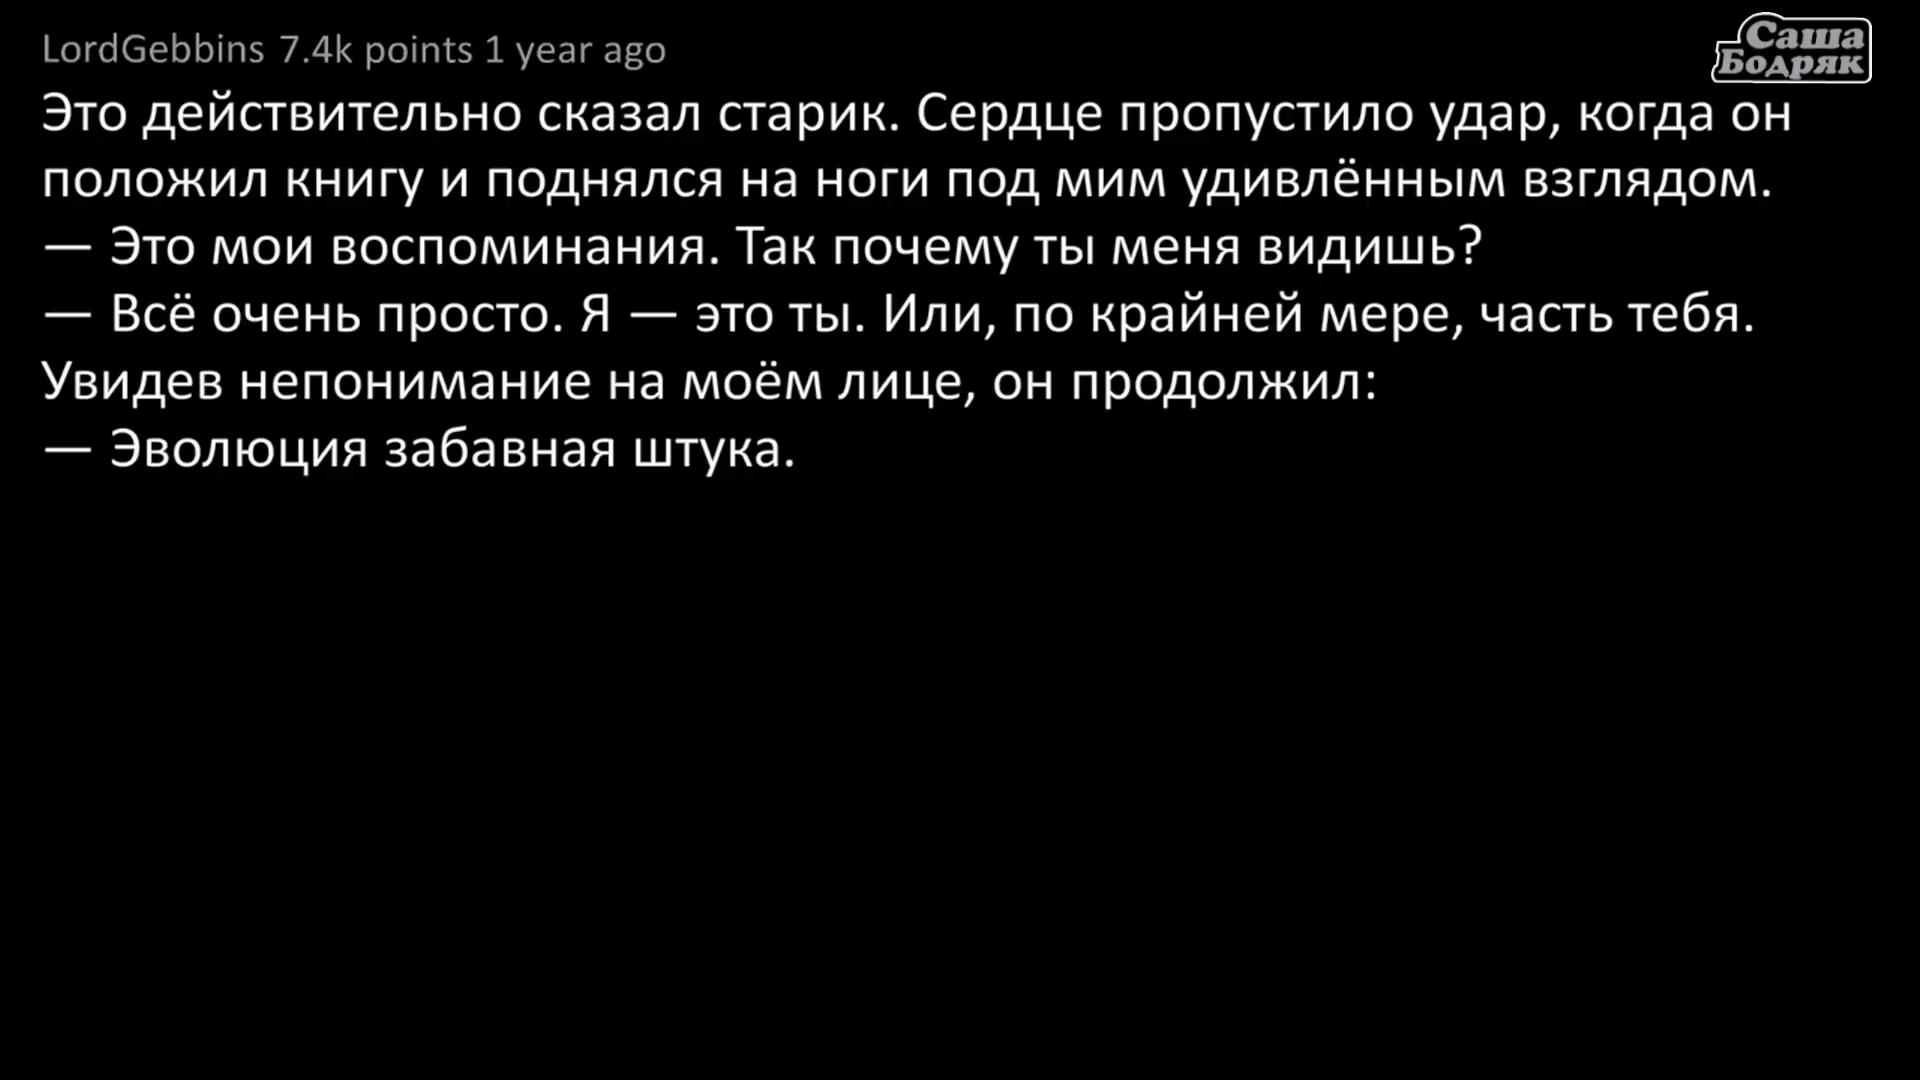 LordGebbins 7.4k points 1 year ago
Саша
Бодряк
Это действительно сказал старик. Сердце пропустило удар, когда он
положил книгу и поднялся на ноги под мим удивлённым взглядом.
— Это мои воспоминания. Так почему ты меня видишь?
— Всё очень просто. Я — это ты. Или, по крайней мере, часть тебя.
Увидев непонимание на моём лице, он продолжил:
— Эволюция забавная штука.